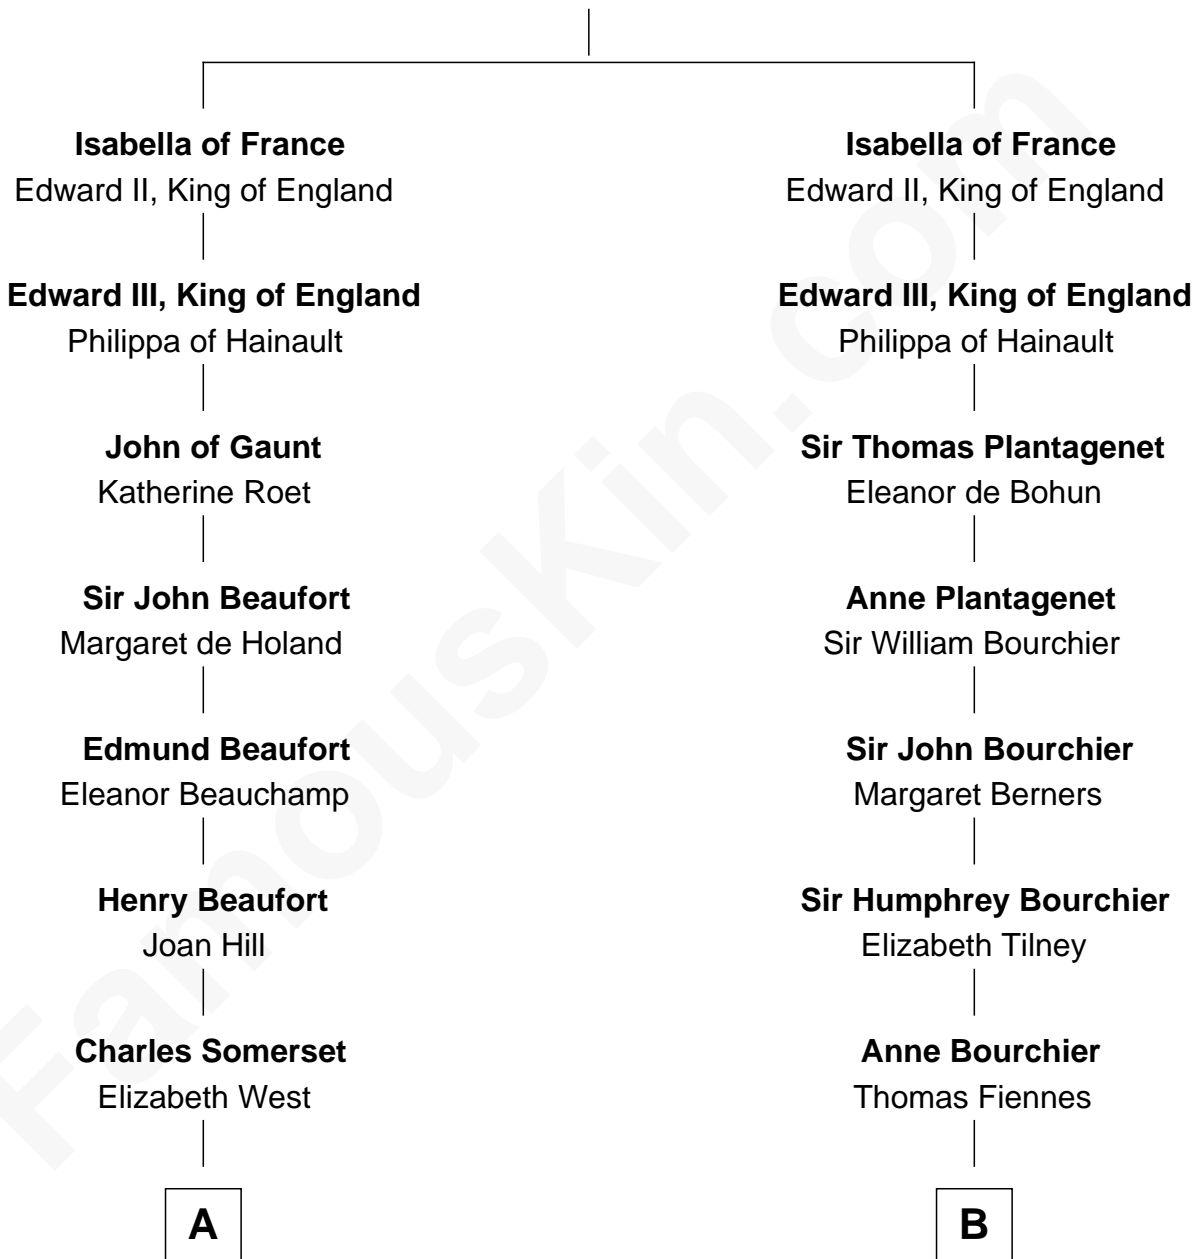 Isabella of France
Edward II, King of England
Edward III, King of England
Philippa of Hainault
John of Gaunt
Katherine Roet
Sir John Beaufort
Margaret de Holand
Edmund Beaufort
Eleanor Beauchamp
Henry Beaufort
Joan Hill
Charles Somerset
Elizabeth West
A
Isabella of France
Edward II, King of England
Edward III, King of England
Philippa of Hainault
Sir Thomas Plantagenet
Eleanor de Bohun
Anne Plantagenet
Sir William Bourchier
Sir John Bourchier
Margaret Berners
Sir Humphrey Bourchier
Elizabeth Tilney
Anne Bourchier
Thomas Fiennes
B
FamousKin.com